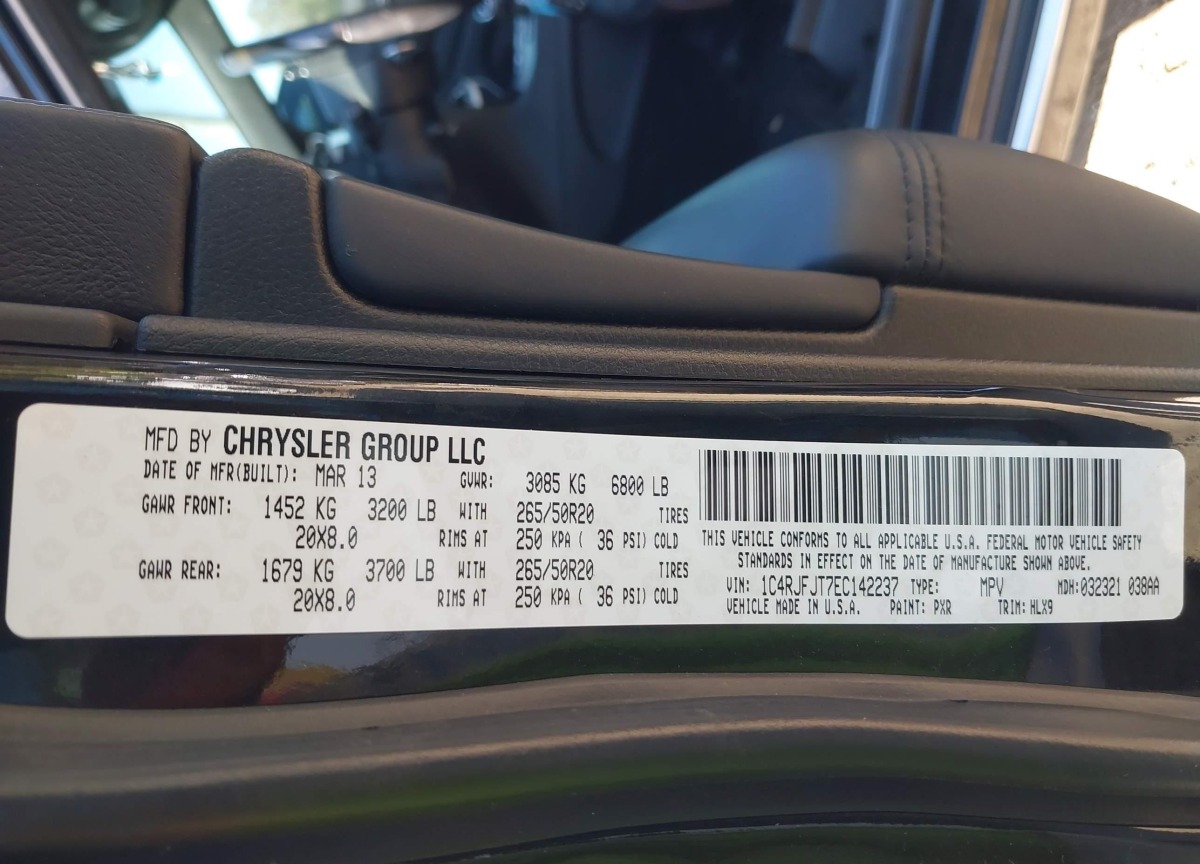 MFD BY CHRYSLER GROUP LLC
DATE OF MFR(BUILT): MAR 13 GVWR: 3085 KG 6800 LB
GAWR FRONT: 1452 KG 3200 LB WITH 265/50R20 TIRES
20X8.0 RIMS AT 250 KPA ( 36 PSI) COLD
GAWR REAR: 1679 KG 3700 LB WITH 265/50R20 TIRES
20X8.0 RIMS AT 250 KPA ( 36 PSI) COLD
THIS VEHICLE CONFORMS TO ALL APPLICABLE U.S.A. FEDERAL MOTOR VEHICLE SAFETY
STANDARDS IN EFFECT ON THE DATE OF MANUFACTURE SHOWN ABOVE.
VIN: 1C4RJFJT7EC142237 TYPE: MPV MDH:032321 038AA
VEHICLE MADE IN U.S.A. PAINT: PXR TRIM: HLX9